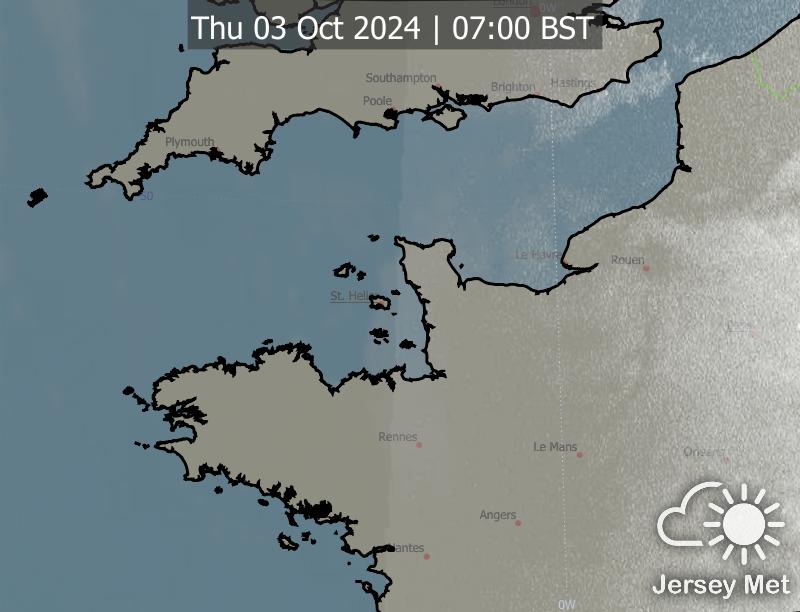 London
0W
Thu 03 Oct 2024 | 07:00 BST
Southampton
Brighton
Hastings
Poole
Plymouth
50
Le Havre
Rouen
St. Helier
Rennes
Le Mans
Orleans
Angers
Nantes
Jersey Met
0W